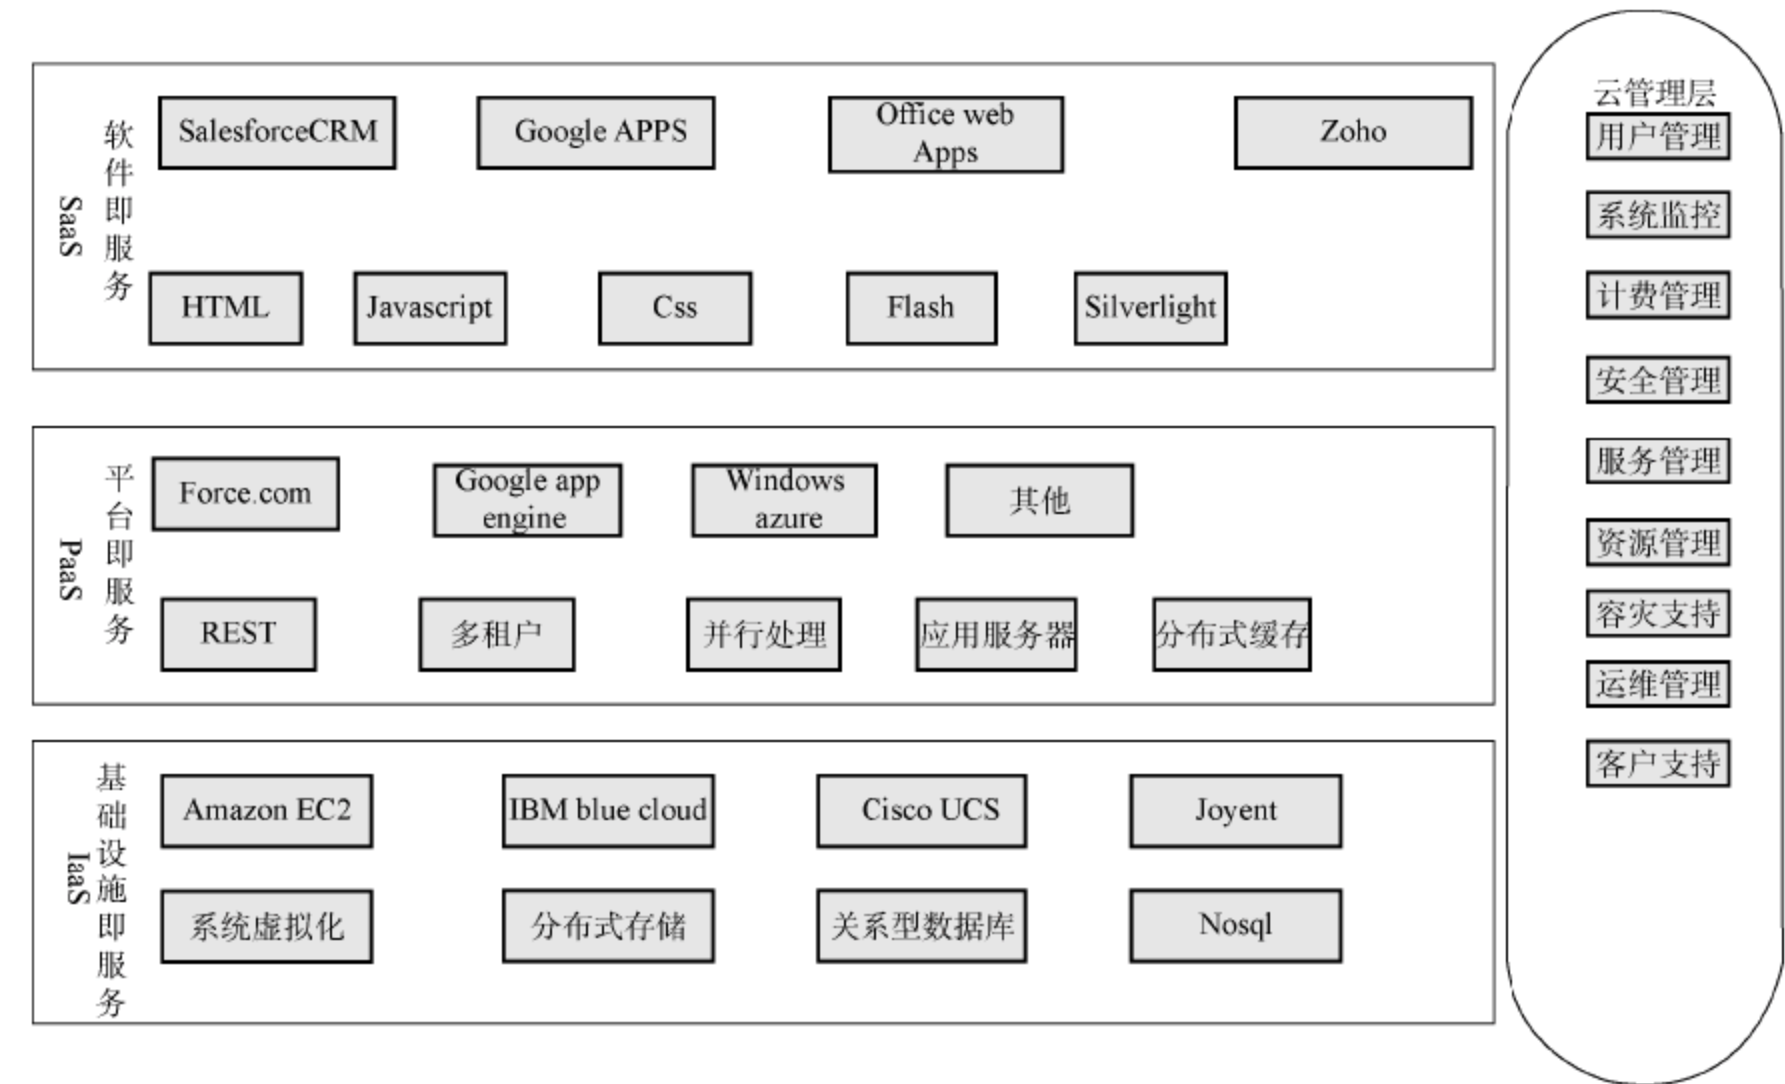 软件即服务
SaaS
SalesforceCRM
Google APPS
Office web
Apps
Zoho
HTML
Javascript
Css
Flash
Silverlight
平台即服务
PaaS
Force.com
Google app
engine
Windows
azure
其他
REST
多租户
并行处理
应用服务器
分布式缓存
基础设施即服务
IaaS
Amazon EC2
IBM blue cloud
Cisco UCS
Joyent
系统虚拟化
分布式存储
关系型数据库
Nosql
云管理层
用户管理
系统监控
计费管理
安全管理
服务管理
资源管理
容灾支持
运维管理
客户支持